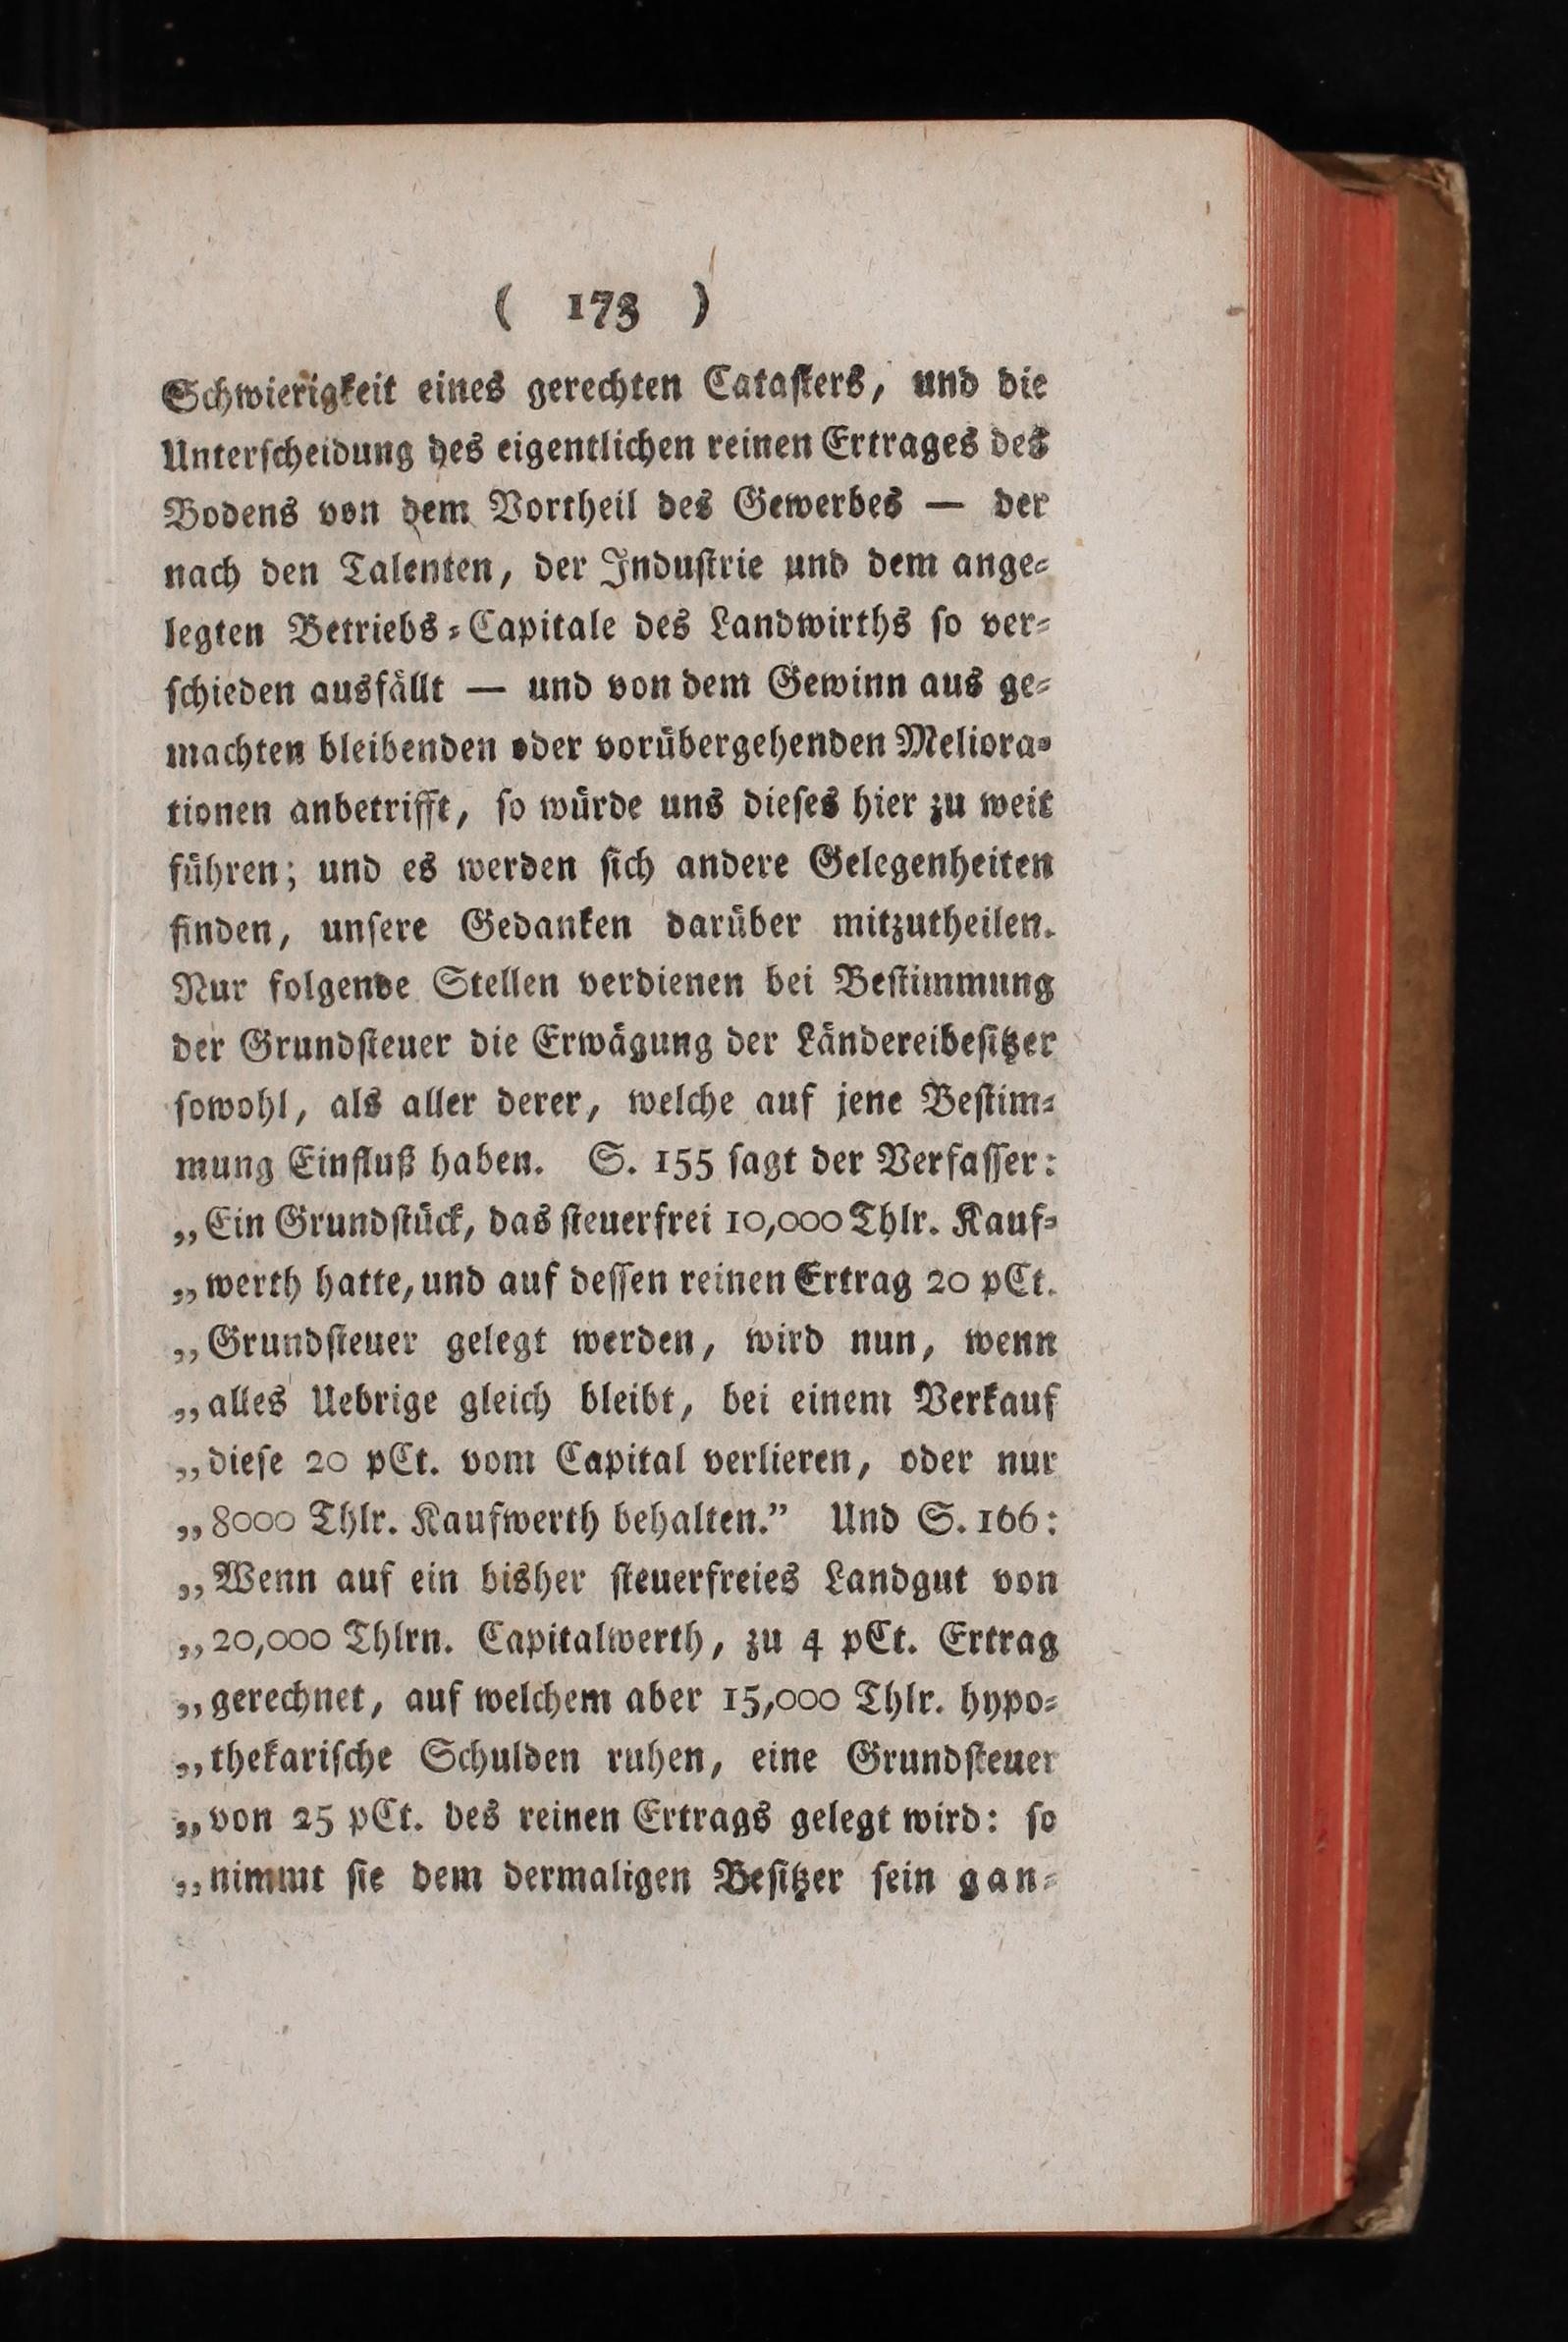 ( 173 )
Schwierigkeit eines gerechten Cataſters, und die
Unterſcheidung des eigentlichen reinen Ertrages des
Bodens von dem Vortheil des Gewerbes — der
nach den Talenten, der Induſtrie und dem ange⸗
legten Betriebs⸗Capitale des Landwirths ſo ver⸗
ſchieden ausfällt — und von dem Gewinn aus ge⸗
machten bleibenden oder vorübergehenden Meliora⸗
tionen anbetrifft, ſo würde uns dieſes hier zu weit
führen; und es werden ſich andere Gelegenheiten
finden, unſere Gedanken darüber mitzutheilen.
Nur folgende Stellen verdienen bei Beſtimmung
der Grundſteuer die Erwägung der Ländereibeſitzer
ſowohl, als aller derer, welche auf jene Beſtim⸗
mung Einfluß haben. S. 155 ſagt der Verfaſſer:
„Ein Grundſtück, das ſteuerfrei 10,000 Thlr. Kauf⸗
„werth hatte, und auf deſſen reinen Ertrag 20 pCt.
„Grundſteuer gelegt werden, wird nun, wenn
„alles Uebrige gleich bleibt, bei einem Verkauf
„dieſe 20 pCt. vom Capital verlieren, oder nur
„8000 Thlr. Kaufwerth behalten.” Und S. 166:
„Wenn auf ein bisher ſteuerfreies Landgut von
„20,000 Thlrn. Capitalwerth, zu 4 pCt. Ertrag
„gerechnet, auf welchem aber 15,000 Thlr. hypo⸗
„thekariſche Schulden ruhen, eine Grundſteuer
„von 25 pCt. des reinen Ertrags gelegt wird: ſo
„nimmt ſie dem dermaligen Beſitzer ſein gan⸗